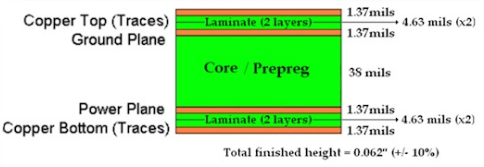 1.37mils
Copper Top (Traces) Laminate (2 layers) 4.63 mils (x2)
Ground Plane 1.37mils
Core / Prepreg 38 mils
Power Plane 1.37mils
Laminate (2 layers) 4.63 mils (x2)
Copper Bottom (Traces) 1.37mils
Total finished height = 0.062" (+/- 10%)